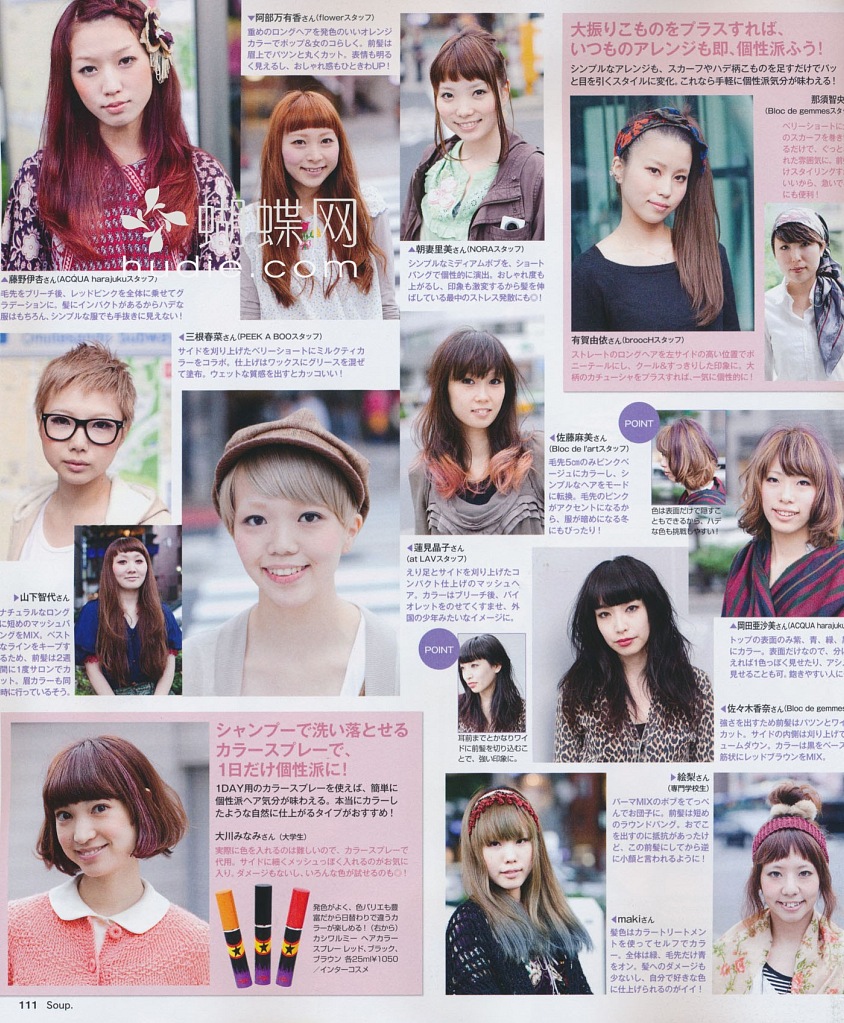 ▼阿部万有香さん(flowerスタッフ)
重めのロングヘアを発色のいいオレンジ
カラーでポップ&女のコらしく。前髪は
眉上でパツンと丸くカット。表情も明る
く見えるし、おしゃれ感もひときわUP!
蝴蝶网
hudie.com
▲藤野伊杏さん(ACQUA harajukuスタッフ)
毛先をブリーチ後、レッドピンクを全体に乗せてグ
ラデーションに。髪にインパクトがあるからハデな
服はもちろん、シンプルな服でも手抜きに見えない!
▲朝妻里美さん(NORAスタッフ)
シンプルなミディアムボブを、ショート
バングで個性的に演出。おしゃれ度も
上がるし、印象も激変するから髪を伸
ばしている最中のストレス発散にも◎!
大振りこものをプラスすれば、
いつものアレンジも即、個性派ふう!
シンプルなアレンジも、スカーフやハデ柄こものを足すだけでパッ
と目を引くスタイルに変化。これなら手軽に個性派気分が味わえる!
那須智央
(Bloc de gemmesスタ
ベリーショートに
のスカーフを巻き
るだけで、ぐっと
れた雰囲気に。前
けスタイリングす
いいから、急いで
にも便利!
有賀由依さん(broocHスタッフ)
ストレートのロングヘアを左サイドの高い位置でポ
ニーテールにし、クール&すっきりした印象に。大
柄のカチューシャをプラスすれば、一気に個性的に!
◀三根春菜さん(PEEK A BOOスタッフ)
サイドを刈り上げたベリーショートにミルクティカ
ラーをコラボ。仕上げはワックスにグリースを混ぜ
て塗布。ウェットな質感を出すとカッコいい!
◀佐藤麻美さん
(Bloc de l'artスタッフ)
毛先5㎝のみピンクベ
ージュにカラーし、シ
ンプルなヘアをモード
に転換。毛先のピンク
がアクセントになるか
ら、服が暗めになる冬
にもぴったり!
POINT
色は表面だけで隠すこ
ともできるから、ハデ
な色も挑戦しやすい!
◀蓮見晶子さん
(at LAVスタッフ)
えり足とサイドを刈り上げたコ
ンパクト仕上げのマッシュヘ
ア。カラーはブリーチ後、バイ
オレットをのせてくすませ、外
国の少年みたいなイメージに。
▶山下智代さん
ナチュラルなロング
に短めのマッシュバ
ングをMIX。ベスト
なラインをキープす
るため、前髪は2週
間に1度サロンでカ
ット。眉カラーも同
時に行っているそう。
POINT
耳前までとかなりワイ
ドに前髪を切り込むこ
とで、強い印象に。
▲岡田亜沙美さん(ACQUA haraju
トップの表面のみ紫、青、緑、
にカラー。表面だけなので、分け
えれば1色っぽく見せたり、アシ
見せることも可。飽きやすい人に
◀佐々木香奈さん(Bloc de gemmes
強さを出すため前髪はパツンとワイ
カット。サイドの内側は刈り上げて
ュームダウン。カラーは黒をベース
筋状にレッドブラウンをMIX。
シャンプーで洗い落とせる
カラースプレーで、
1日だけ個性派に!
1DAY用のカラースプレーを使えば、簡単に
個性派ヘア気分が味わえる。本当にカラーし
たような自然に仕上がるタイプがおすすめ!
大川みなみさん(大学生)
実際に色を入れるのは難しいので、カラースプレーで
代用。サイドに細くメッシュっぽく入れるのがお気に
入り。ダメージもないし、いろんな色が試せるのも◎!
発色がよく、色バリエも豊
富だから日替わりで違うカ
ラーが楽しめる!(右から)
カシワルミー ヘアカラー
スプレー レッド、ブラック、
ブラウン 各25ml¥1050
/インターコスメ
▶絵梨さん
(専門学校生)
パーマMIXのボブをてっぺ
んでお団子に。前髪は短め
のラウンドバング。おでこ
を出すのに抵抗があったけ
ど、この前髪にしてから逆
に小顔と言われるように!
◀makiさん
髪色はカラートリートメント
を使ってセルフでカラ
ー。全体は緑、毛先だけ青
をオン。髪へのダメージも
少ないし、自分で好きな色
に仕上げられるのがイイ!
111 Soup.